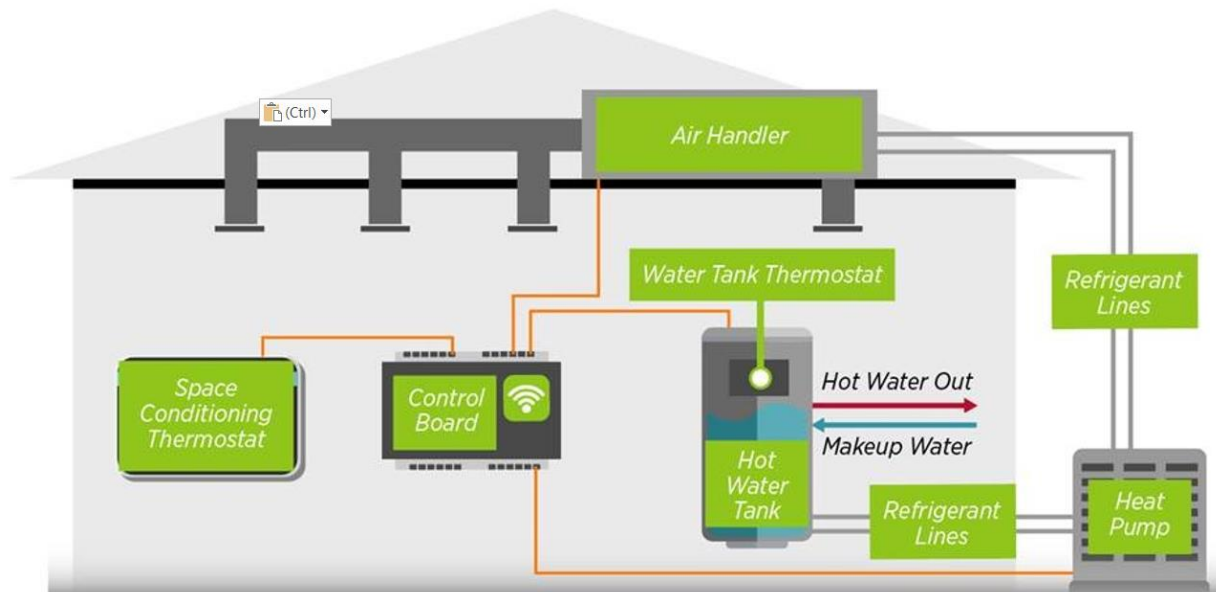 (Ctrl)
Air Handler
Water Tank Thermostat
Refrigerant
Lines
Space
Conditioning
Thermostat
Control
Board
Hot Water Out
Makeup Water
Hot
Water
Tank
Refrigerant
Lines
Heat
Pump